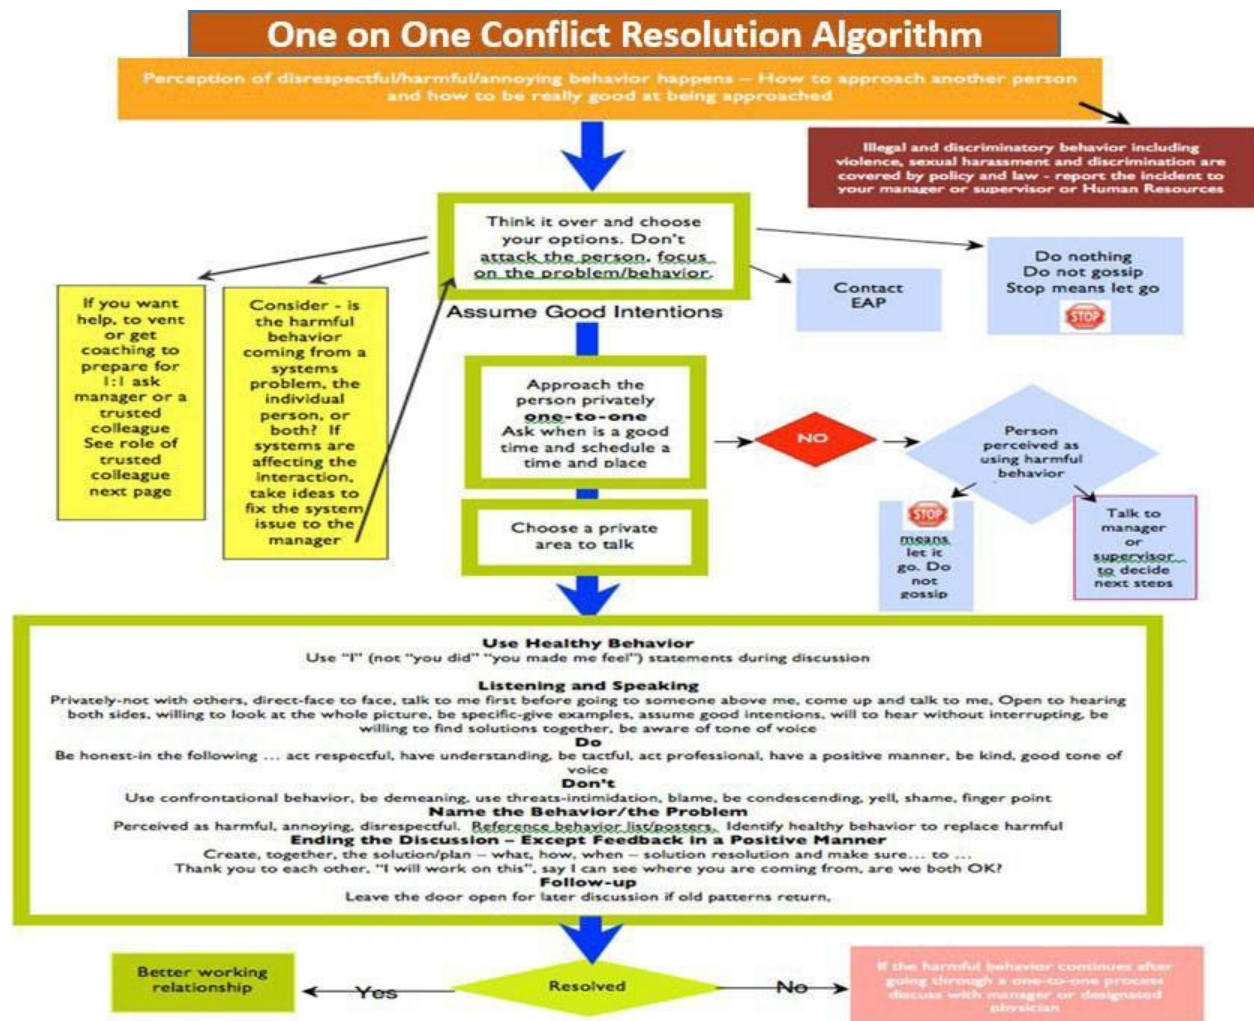 One on One Conflict Resolution Algorithm
Perception of disrespectful/harmful/annoying behavior happens – How to approach another person
and how to be really good at being approached
Illegal and discriminatory behavior including
violence, sexual harassment and discrimination are
covered by policy and law - report the incident to
your manager or supervisor or Human Resources
Think it over and choose
your options. Don't
attack the person, focus
on the problem/behavior.
Assume Good Intentions
If you want
help, to vent
or get
coaching to
prepare for
1:1 ask
manager or a
trusted
colleague
See role of
trusted
colleague
next page
Consider - is
the harmful
behavior
coming from a
systems
problem, the
individual
person, or
both? If
systems are
affecting the
interaction,
take ideas to
fix the system
issue to the
manager
Contact
EAP
Do nothing
Do not gossip
Stop means let go
STOP
Approach the
person privately
one-to-one
Ask when is a good
time and schedule a
time and place
NO
Person
perceived as
using harmful
behavior
STOP
means
let it
go. Do
not
gossip
Talk to
manager
or
supervisor
to decide
next steps
Choose a private
area to talk
Use Healthy Behavior
Use "I" (not "you did" "you made me feel") statements during discussion
Listening and Speaking
Privately-not with others, direct-face to face, talk to me first before going to someone above me, come up and talk to me, Open to hearing
both sides, willing to look at the whole picture, be specific-give examples, assume good intentions, will to hear without interrupting, be
willing to find solutions together, be aware of tone of voice
Do
Be honest-in the following ... act respectful, have understanding, be tactful, act professional, have a positive manner, be kind, good tone of
voice
Don't
Use confrontational behavior, be demeaning, use threats-intimidation, blame, be condescending, yell, shame, finger point
Name the Behavior/the Problem
Perceived as harmful, annoying, disrespectful. Reference behavior list/posters. Identify healthy behavior to replace harmful
Ending the Discussion – Except Feedback in a Positive Manner
Create, together, the solution/plan – what, how, when – solution resolution and make sure... to ...
Thank you to each other, "I will work on this", say I can see where you are coming from, are we both OK?
Follow-up
Leave the door open for later discussion if old patterns return,
Better working
relationship
Yes
Resolved
No
If the harmful behavior continues after
going through a one-to-one process
discuss with manager or designated
physician